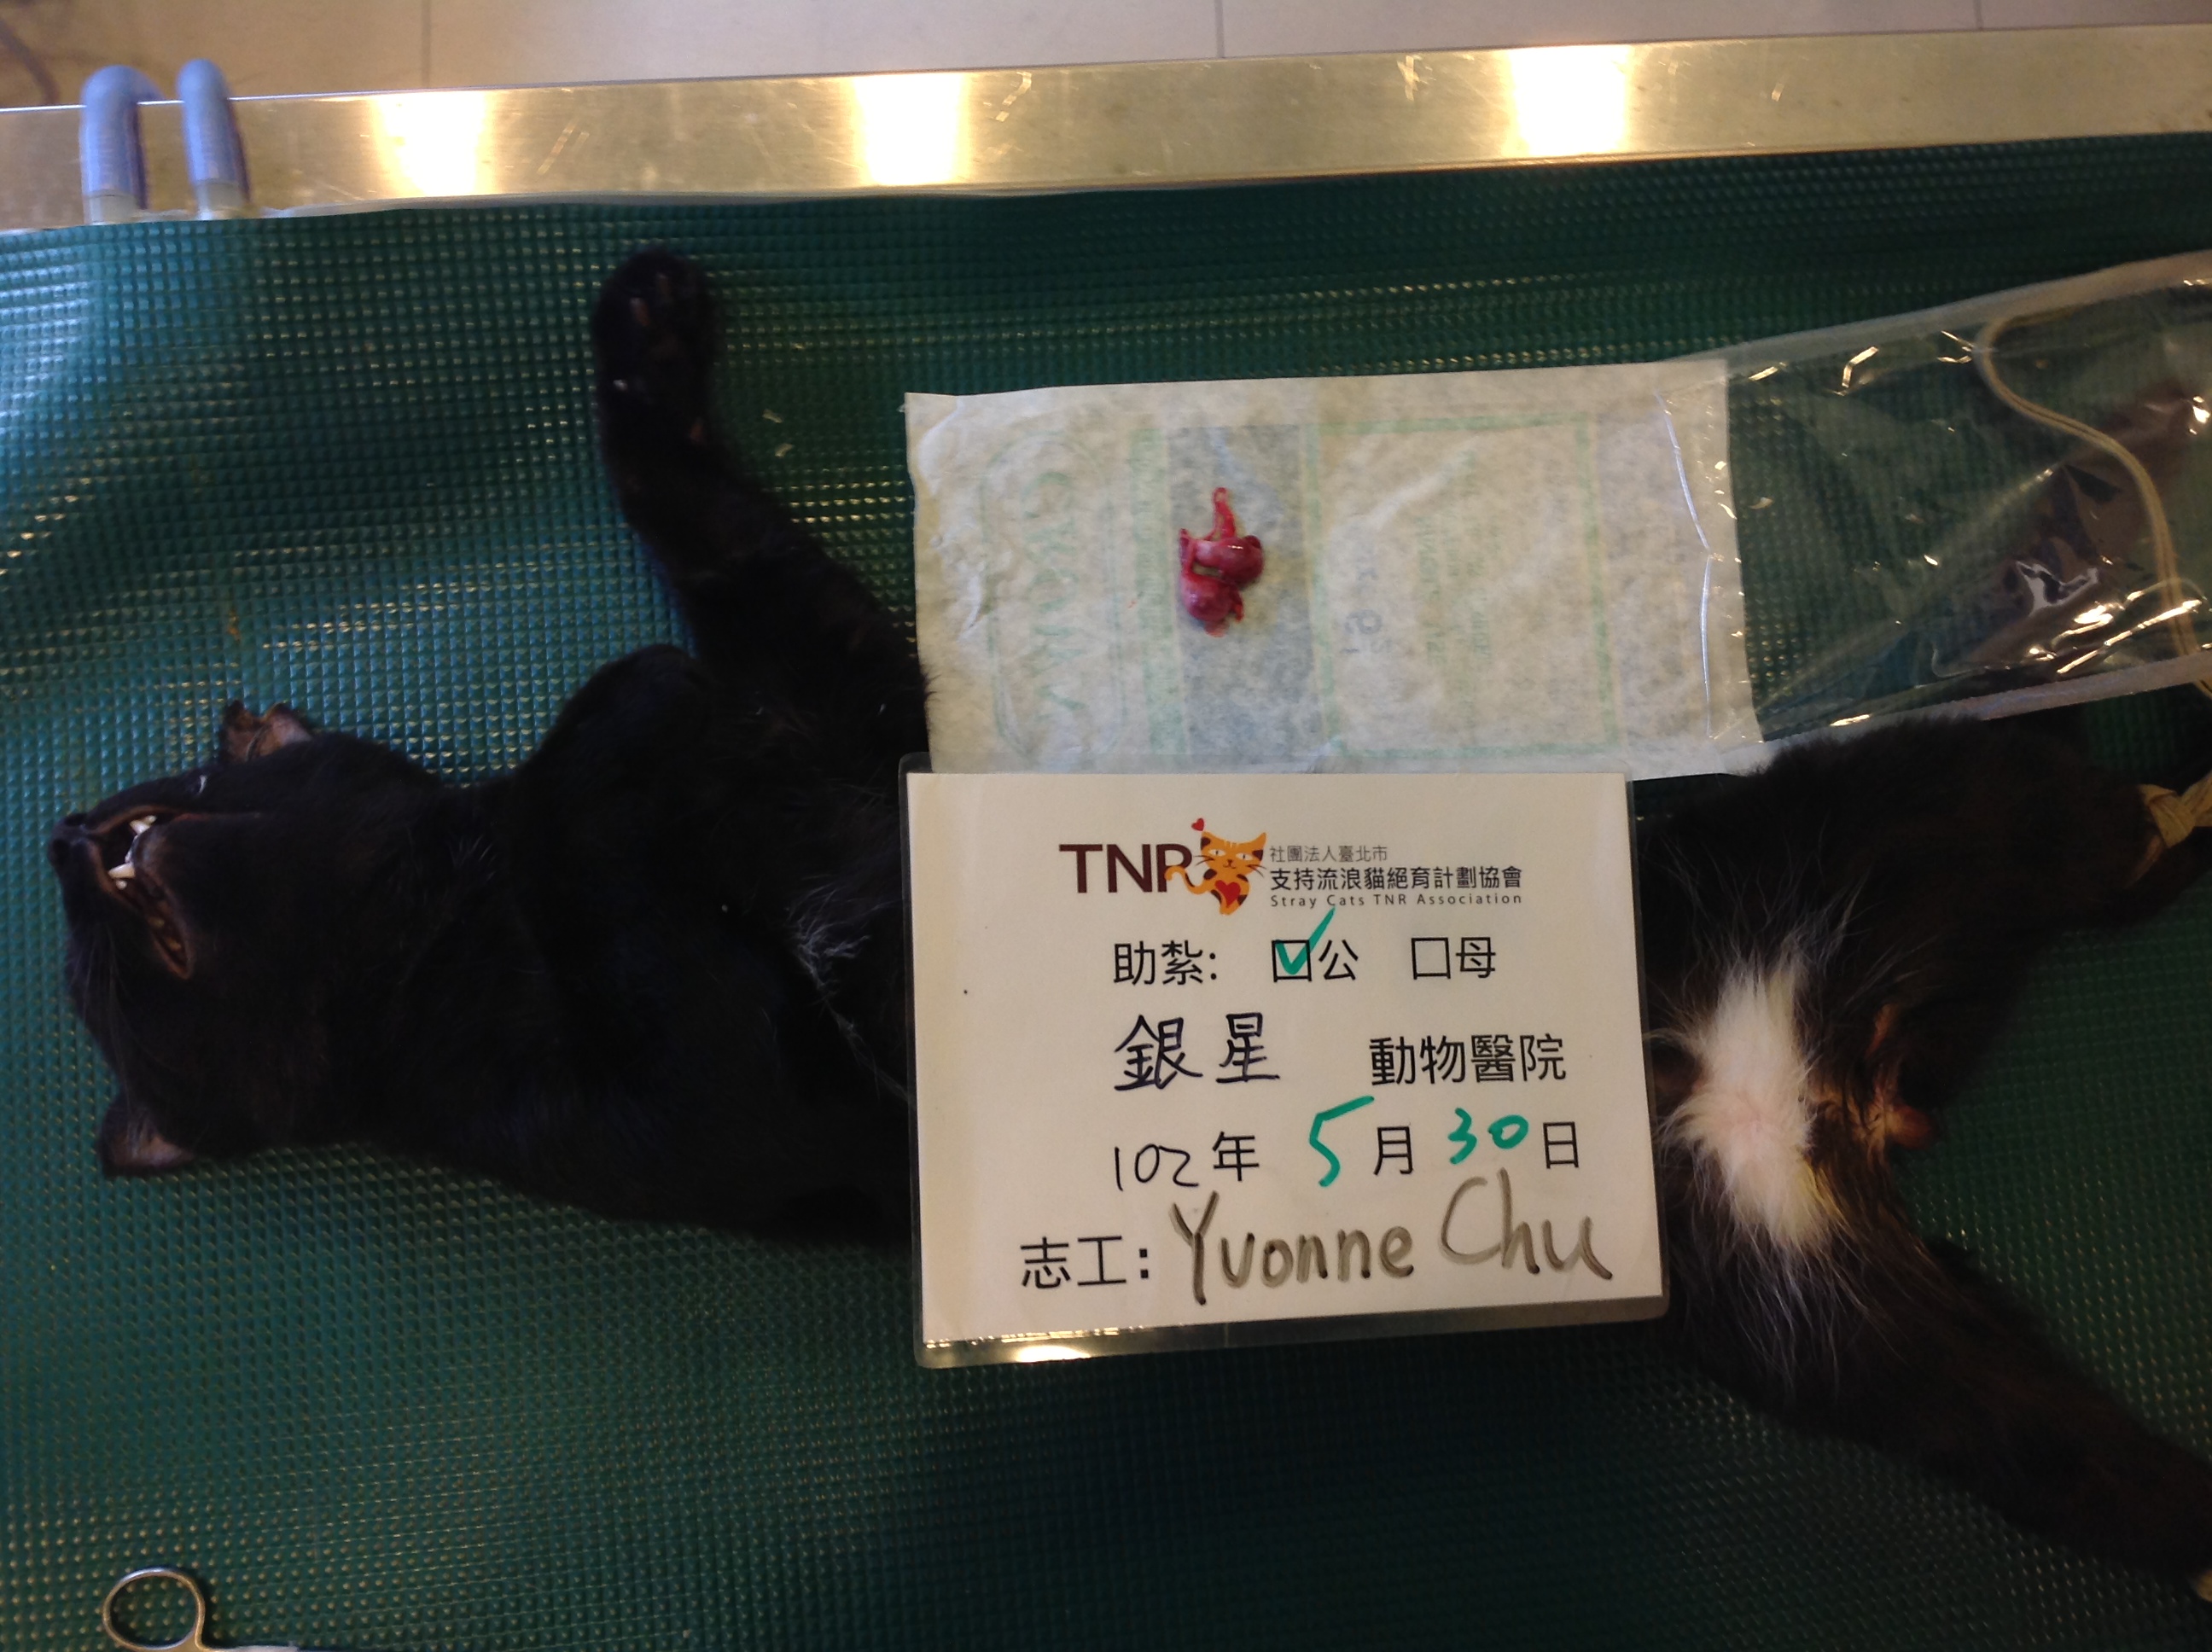 TNR
社團法人臺北市
支持流浪貓絕育計劃協會
Stray Cats TNR Association
助紮: ☑公 □母
銀星 動物醫院
102年 5月 30日
志工: Yvonne Chu